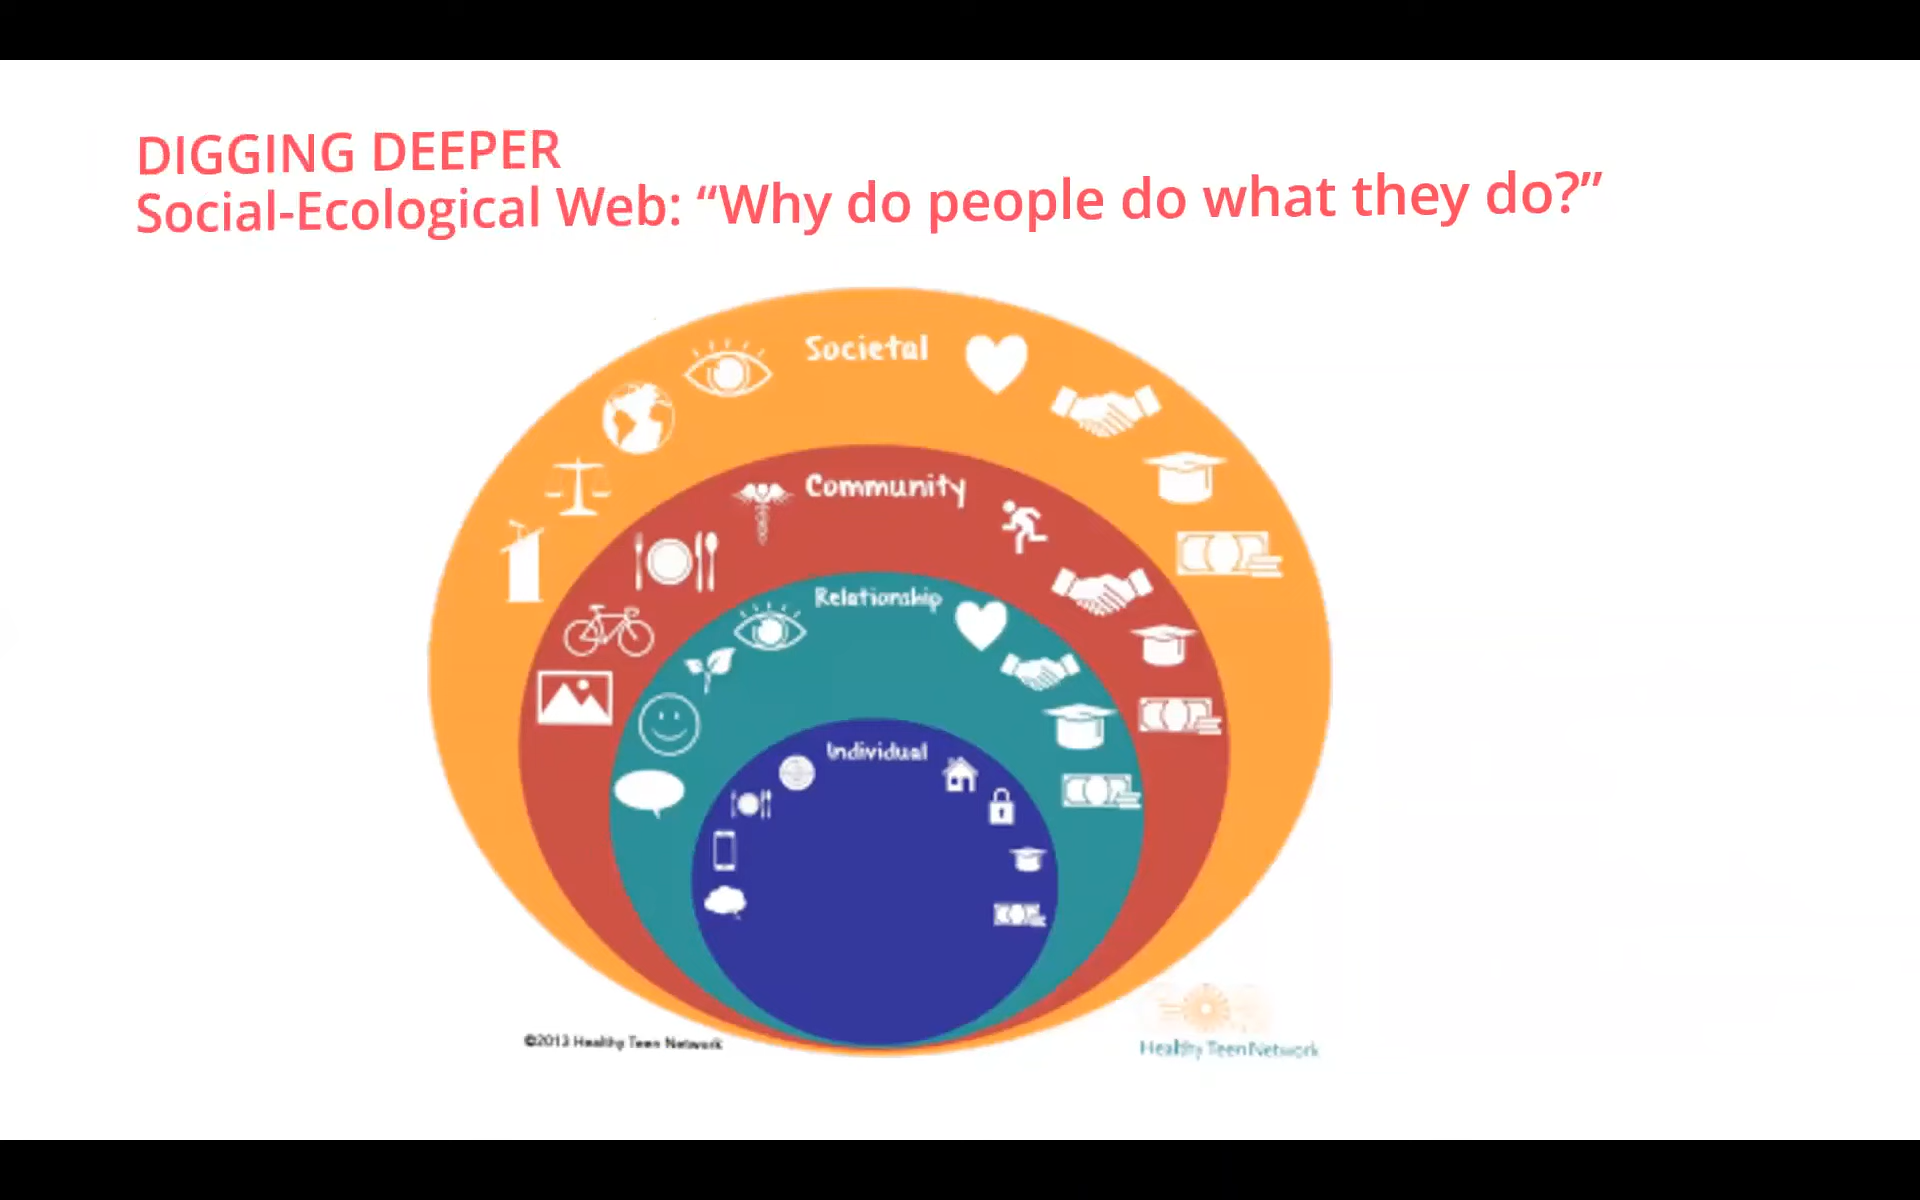 DIGGING DEEPER
Social-Ecological Web: “Why do people do what they do?”
Societal
Community
Relationship
Individual
©2013 Healthy Teen Network
Healthy Teen Network